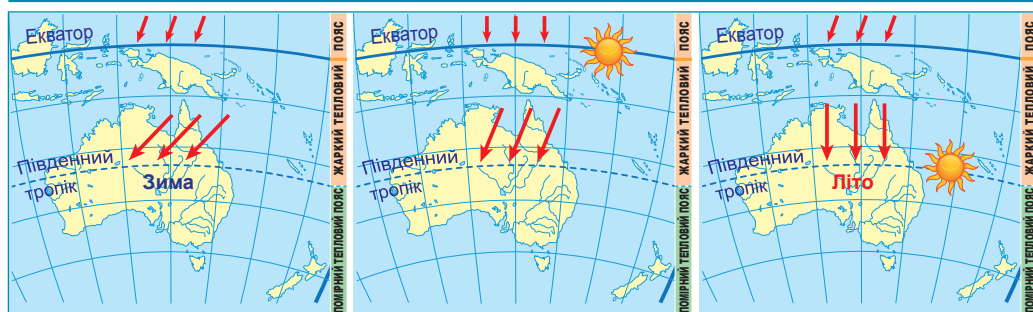 Екватор
Південний
тропік
Зима
ЖАРКИЙ ТЕПЛОВИЙ ПОЯС
ПОМІРНИЙ ТЕПЛОВИЙ ПОЯС
Екватор
Південний
тропік
ЖАРКИЙ ТЕПЛОВИЙ ПОЯС
ПОМІРНИЙ ТЕПЛОВИЙ ПОЯС
Екватор
Південний
тропік
Літо
ЖАРКИЙ ТЕПЛОВИЙ ПОЯС
ПОМІРНИЙ ТЕПЛОВИЙ ПОЯС